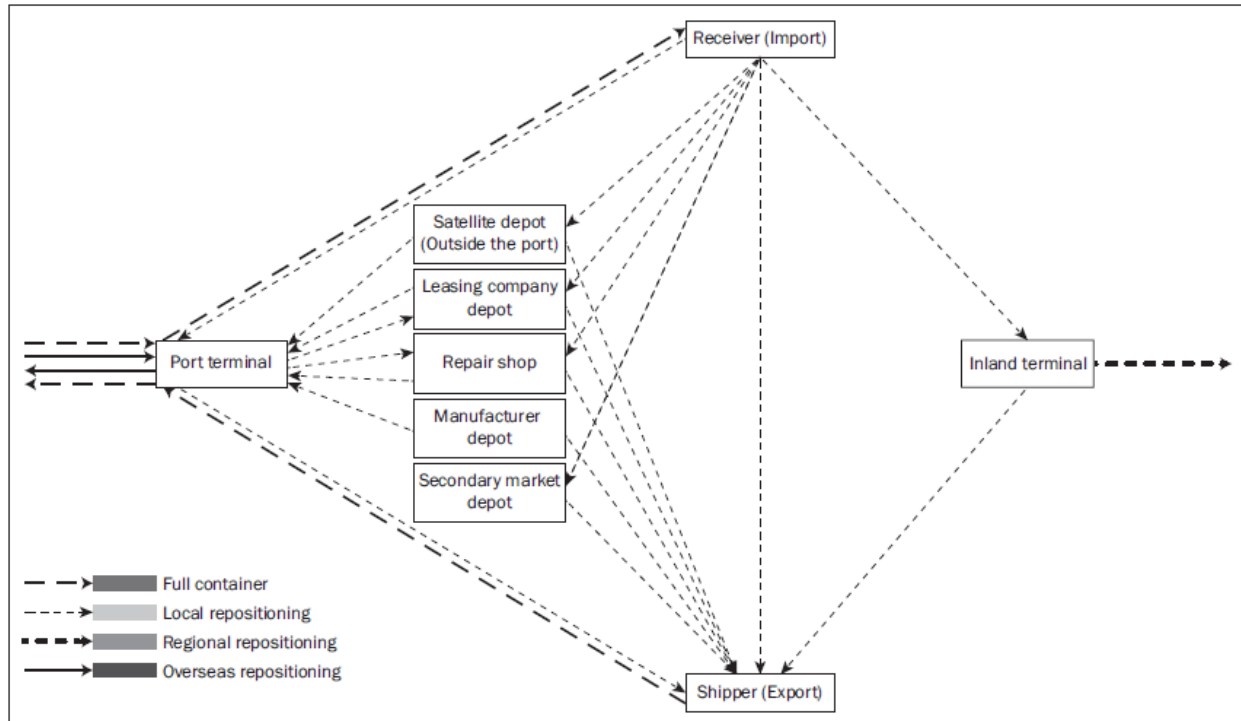 Receiver (Import)
Satellite depot
(Outside the port)
Leasing company
depot
Port terminal
Repair shop
Inland terminal
Manufacturer
depot
Secondary market
depot
Full container
Local repositioning
Regional repositioning
Overseas repositioning
Shipper (Export)